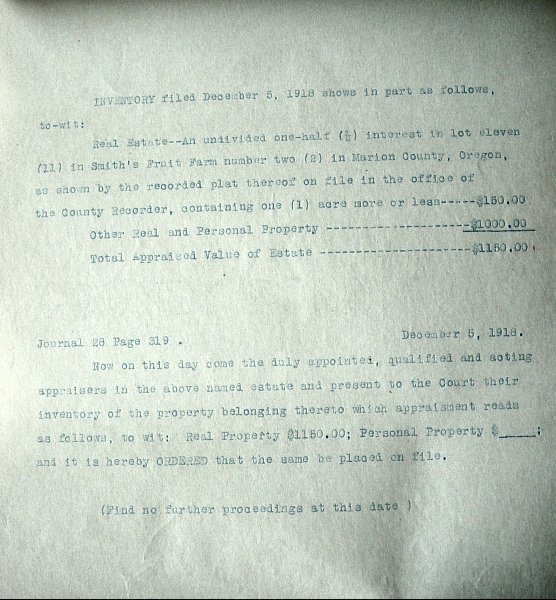 INVENTORY filed December 5, 1918 shows in part as follows,
to-wit:
Real Estate--An undivided one-half (½) interest in lot eleven
(11) in Smith's Fruit Farm number two (2) in Marion County, Oregon,
as shown by the recorded plat thereof on file in the office of
the County Recorder, containing one (1) acre more or less-----$150.00
Other Real and Personal Property --------------------$1000.00
Total Appraised Value of Estate ---------------------$1150.00
Journal 28 Page 319 . December 5, 1918.
Now on this day come the duly appointed, qualified and acting
appraisers in the above named estate and present to the Court their
inventory of the property belonging thereto which appraisment reads
as follows, to wit: Real Property $1150.00; Personal Property $_____;
and it is hereby ORDERED that the same be placed on file.
(Find no further proceedings at this date )